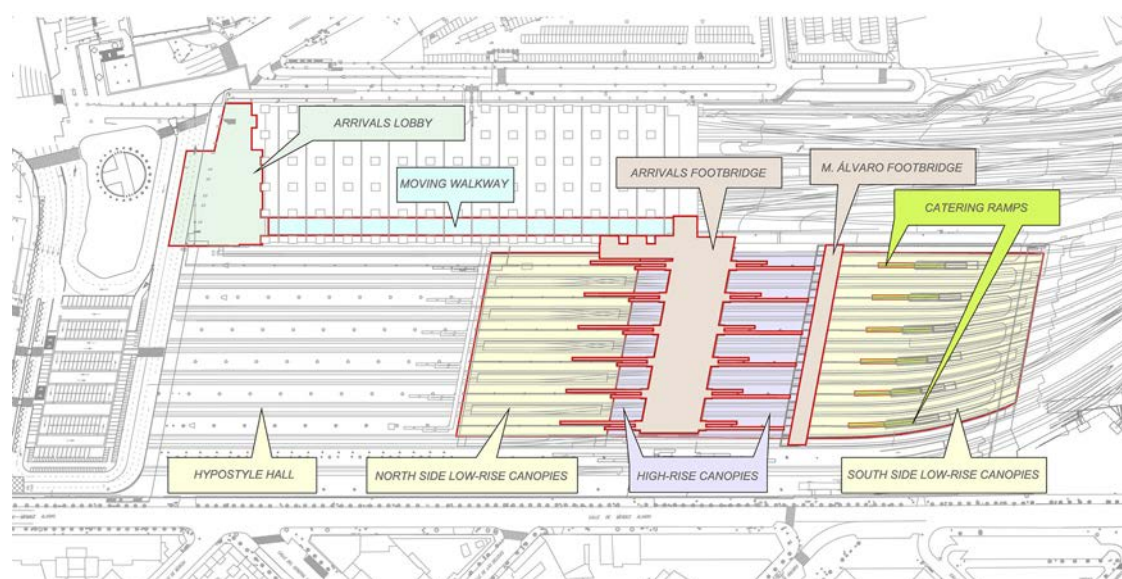 ARRIVALS LOBBY
MOVING WALKWAY
ARRIVALS FOOTBRIDGE
M. ÁLVARO FOOTBRIDGE
CATERING RAMPS
HYPOSTYLE HALL
NORTH SIDE LOW-RISE CANOPIES
HIGH-RISE CANOPIES
SOUTH SIDE LOW-RISE CANOPIES